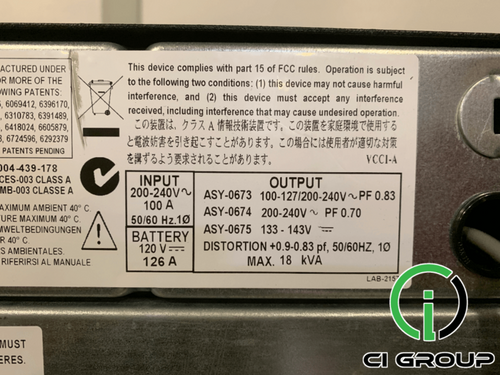 FACTURED UNDER
OR MORE OF THE
WING PATENTS:
6069412, 6396170,
6310783, 6391489,
6418024, 6605879,
6724596, 6292379
This device complies with part 15 of FCC rules. Operation is subject
to the following two conditions: (1) this device may not cause harmful
interference, and (2) this device must accept any interference
received, including interference that may cause undesired operation.
この装置は、クラスA情報技術装置です。この装置を家庭環境で使用すると
電波妨害を引き起こすことがあります。この場合には使用者が適切な対策
を講ずるよう要求されることがあります。 VCCI-A
004-439-178
CES-003 CLASSE A
MB-003 CLASS A
MAXIMUM AMBIENT 40° C.
MAXIMUM 40° C.
UMWELTBEDINGUNGEN
40° C.
ES AMBIENTALES.
RIFERIRSI AL MANUALE
INPUT
200-240V~
100 A
50/60 Hz.1Ø
BATTERY
120 V ⎓
126 A
OUTPUT
ASY-0673 100-127/200-240V~ PF 0.83
ASY-0674 200-240V~ PF 0.70
ASY-0675 133 - 143V ⎓
DISTORTION +0.9-0.83 pf, 50/60HZ, 1Ø
MAX. 18 kVA
MUST
ERES.
Ci
CI GROUP